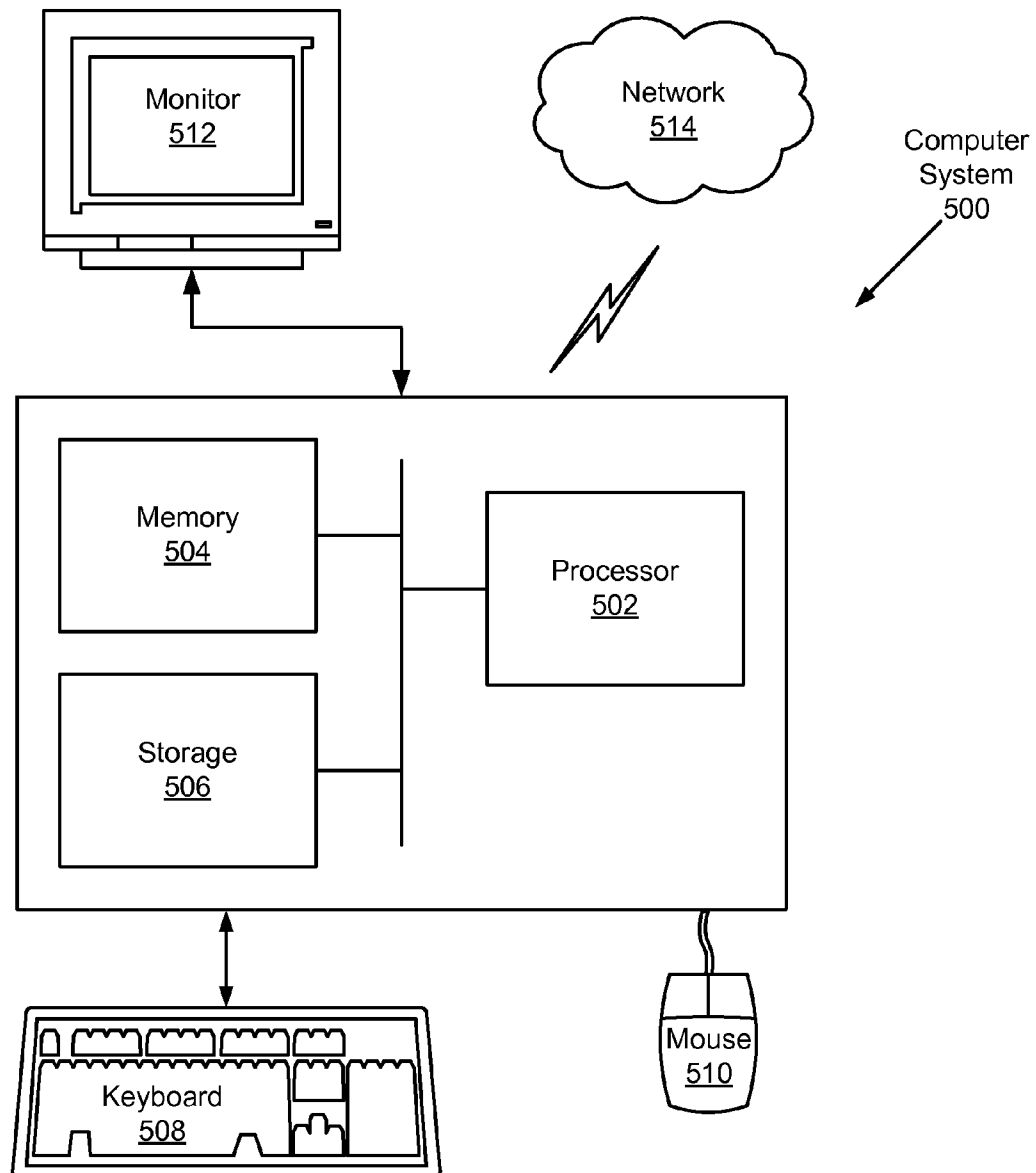 Monitor
512
Network
514
Computer
System
500
Memory
504
Processor
502
Storage
506
Mouse
510
Keyboard
508